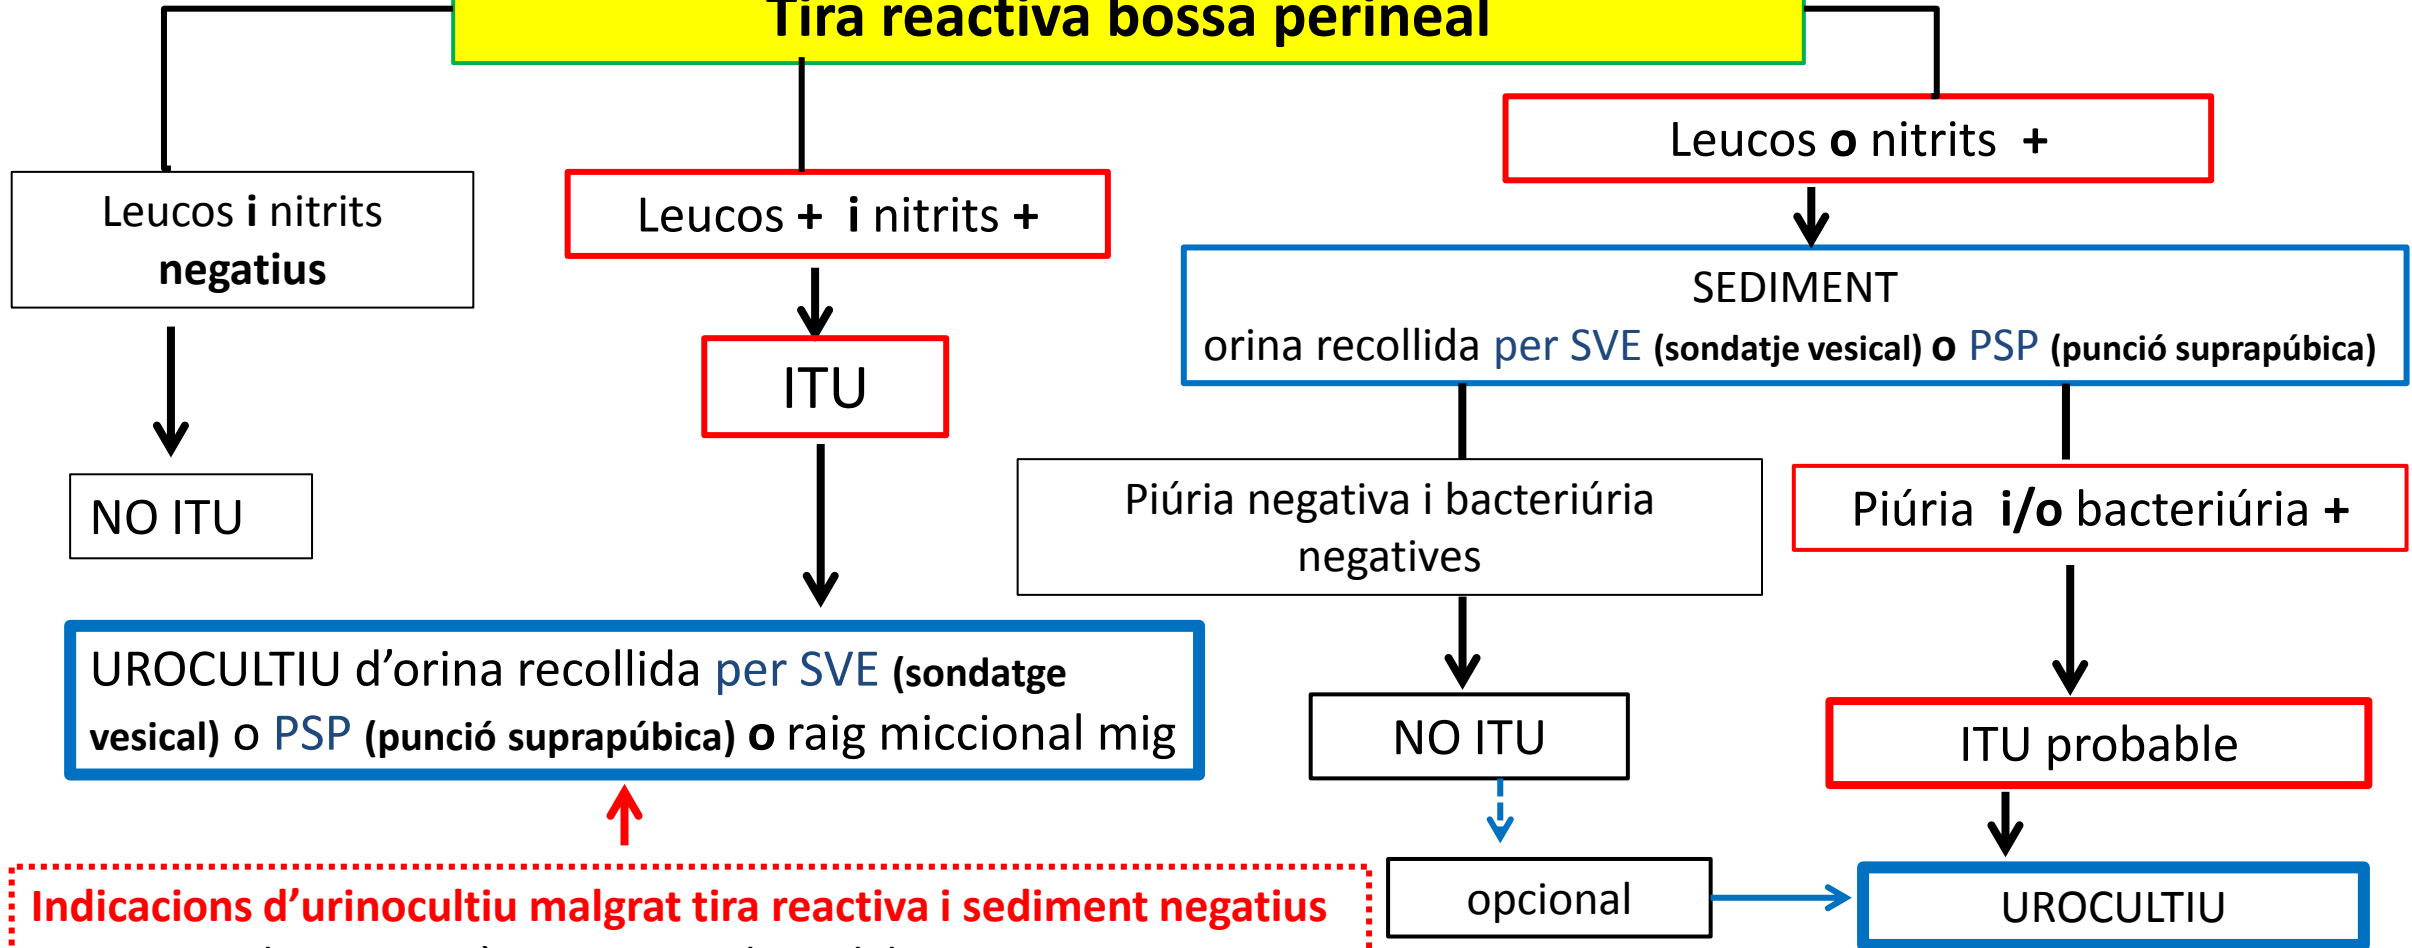 Tira reactiva bossa perineal
Leucos i nitrits
negatius
NO ITU
Leucos + i nitrits +
ITU
UROCULTIU d’orina recollida per SVE (sondatge
vesical) o PSP (punció suprapúbica) o raig miccional mig
Indicacions d’urinocultiu malgrat tira reactiva i sediment negatius
Leucos o nitrits +
SEDIMENT
orina recollida per SVE (sondatje vesical) o PSP (punció suprapúbica)
Piúria negativa i bacteriúria
negatives
NO ITU
opcional
Piúria i/o bacteriúria +
ITU probable
UROCULTIU